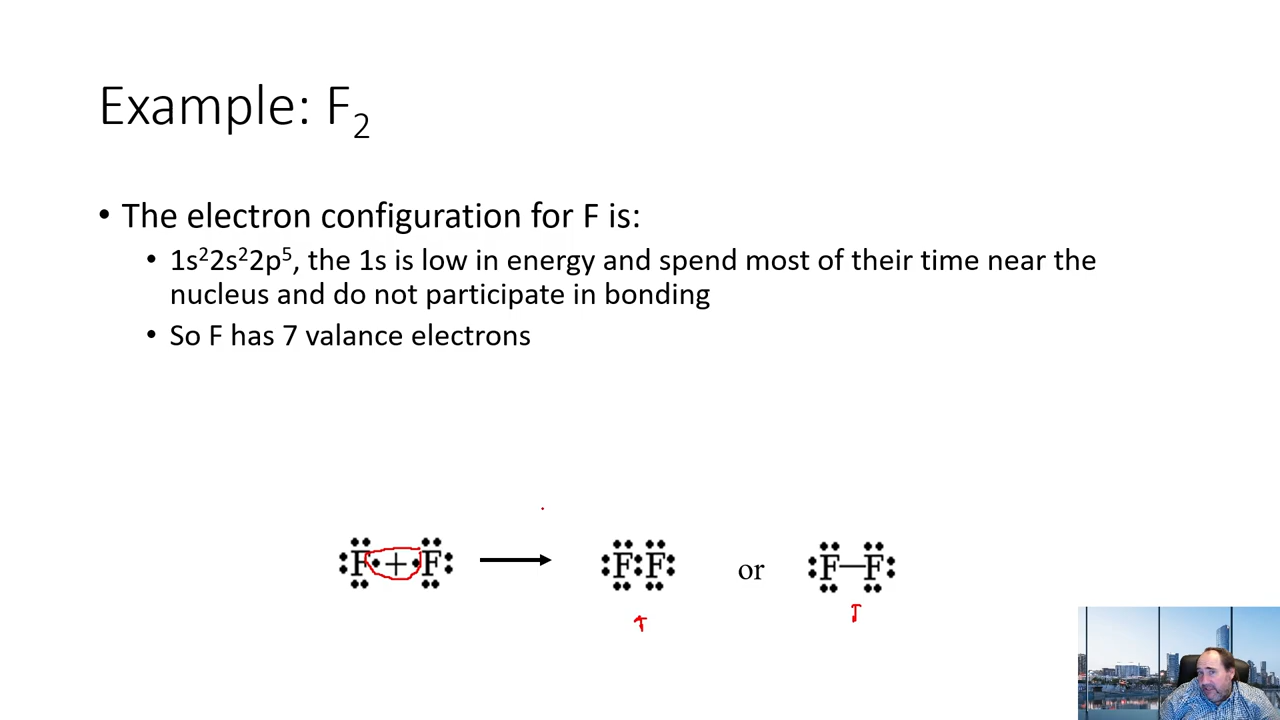 Example: F₂
• The electron configuration for F is:
• 1s²2s²2p⁵, the 1s is low in energy and spend most of their time near the
nucleus and do not participate in bonding
• So F has 7 valance electrons
F + F → F:F or F—F